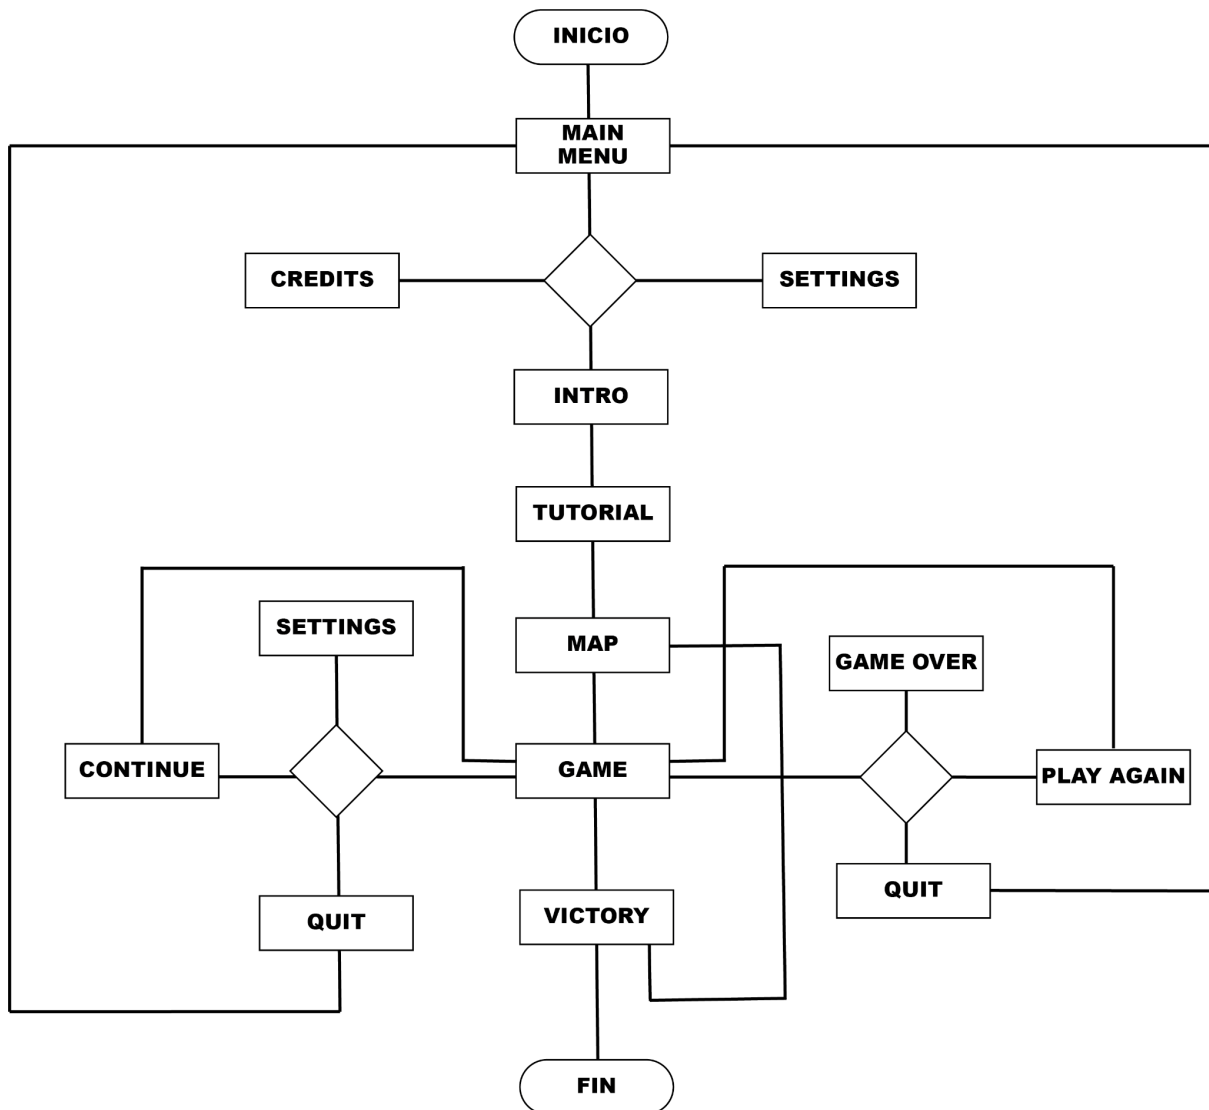 INICIO
MAIN
MENU
CREDITS
SETTINGS
INTRO
TUTORIAL
SETTINGS
MAP
GAME OVER
CONTINUE
GAME
PLAY AGAIN
QUIT
VICTORY
QUIT
FIN